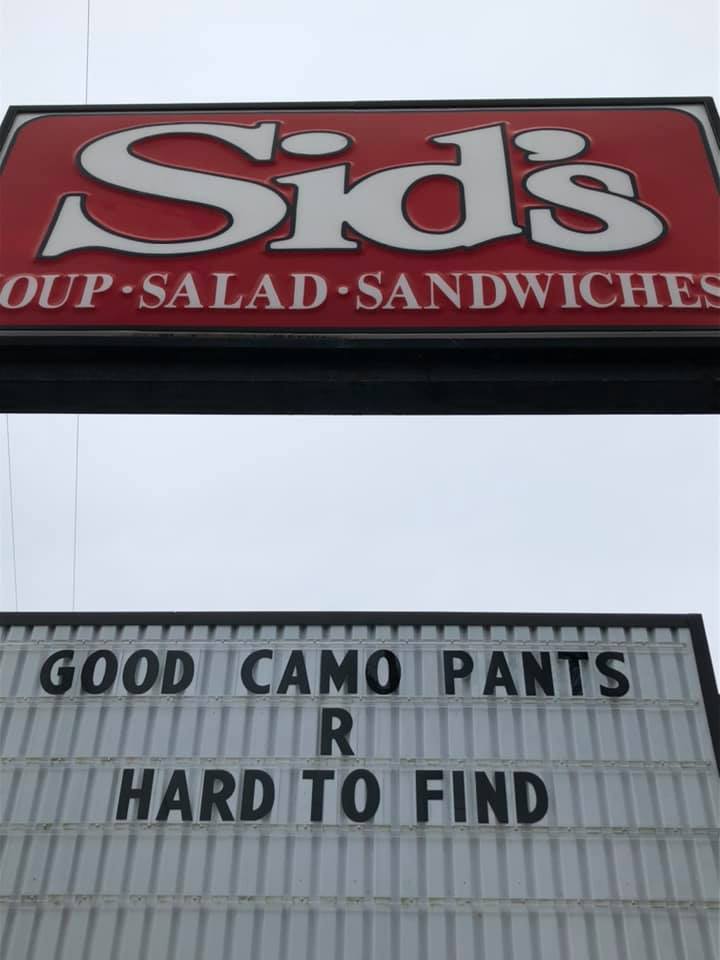 Sid's
OUP · SALAD · SANDWICHES
GOOD CAMO PANTS
R
HARD TO FIND